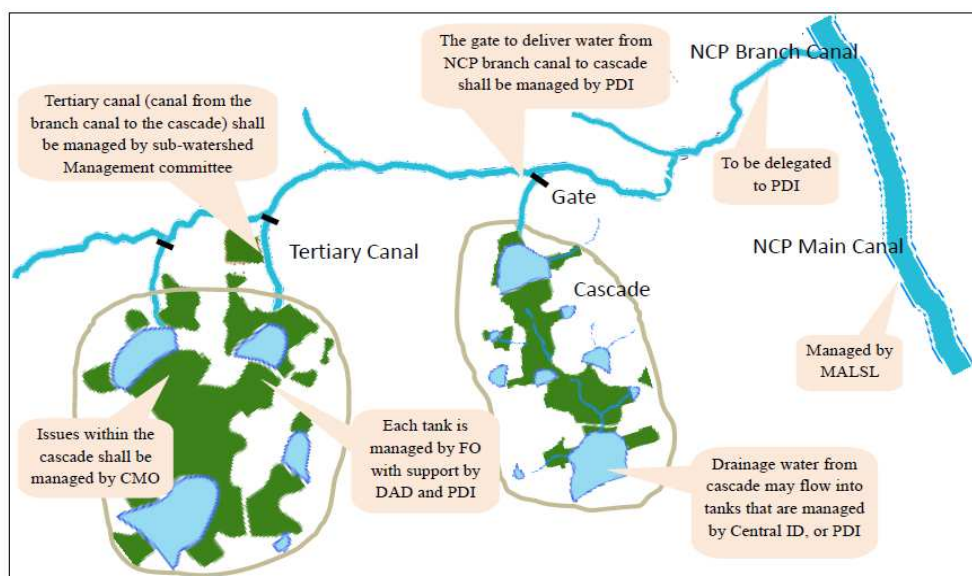 The gate to deliver water from
NCP branch canal to cascade
shall be managed by PDI
NCP Branch Canal
Tertiary canal (canal from the
branch canal to the cascade) shall
be managed by sub-watershed
Management committee
To be delegated
to PDI
Gate
Tertiary Canal
NCP Main Canal
Cascade
Managed by
MALSL
Issues within the
cascade shall be
managed by CMO
Each tank is
managed by FO
with support by
DAD and PDI
Drainage water from
cascade may flow into
tanks that are managed
by Central ID, or PDI